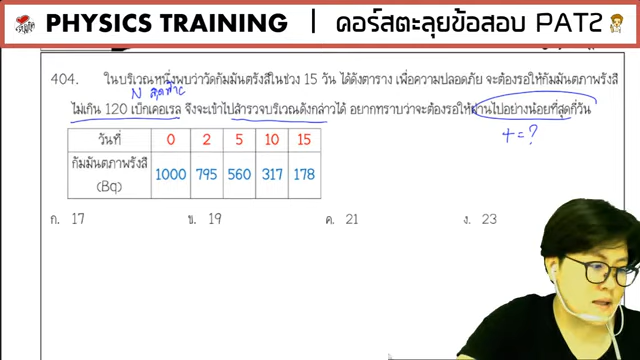 PHYSICS TRAINING | คอร์สตะลุยข้อสอบ PAT2
404. ในบริเวณหนึ่งพบว่าวัดกัมมันตรังสีในช่วง 15 วัน ได้ดังตาราง เพื่อความปลอดภัย จะต้องรอให้กัมมันตภาพรังสี
N สุดท้าย
ไม่เกิน 120 เบ็กเคอเรล จึงจะเข้าไปสำรวจบริเวณดังกล่าวได้ อยากทราบว่าจะต้องรอให้ผ่านไปอย่างน้อยที่สุดกี่วัน
t = ?
วันที่ 0 2 5 10 15
กัมมันตภาพรังสี (Bq) 1000 795 560 317 178
ก. 17 ข. 19 ค. 21 ง. 23